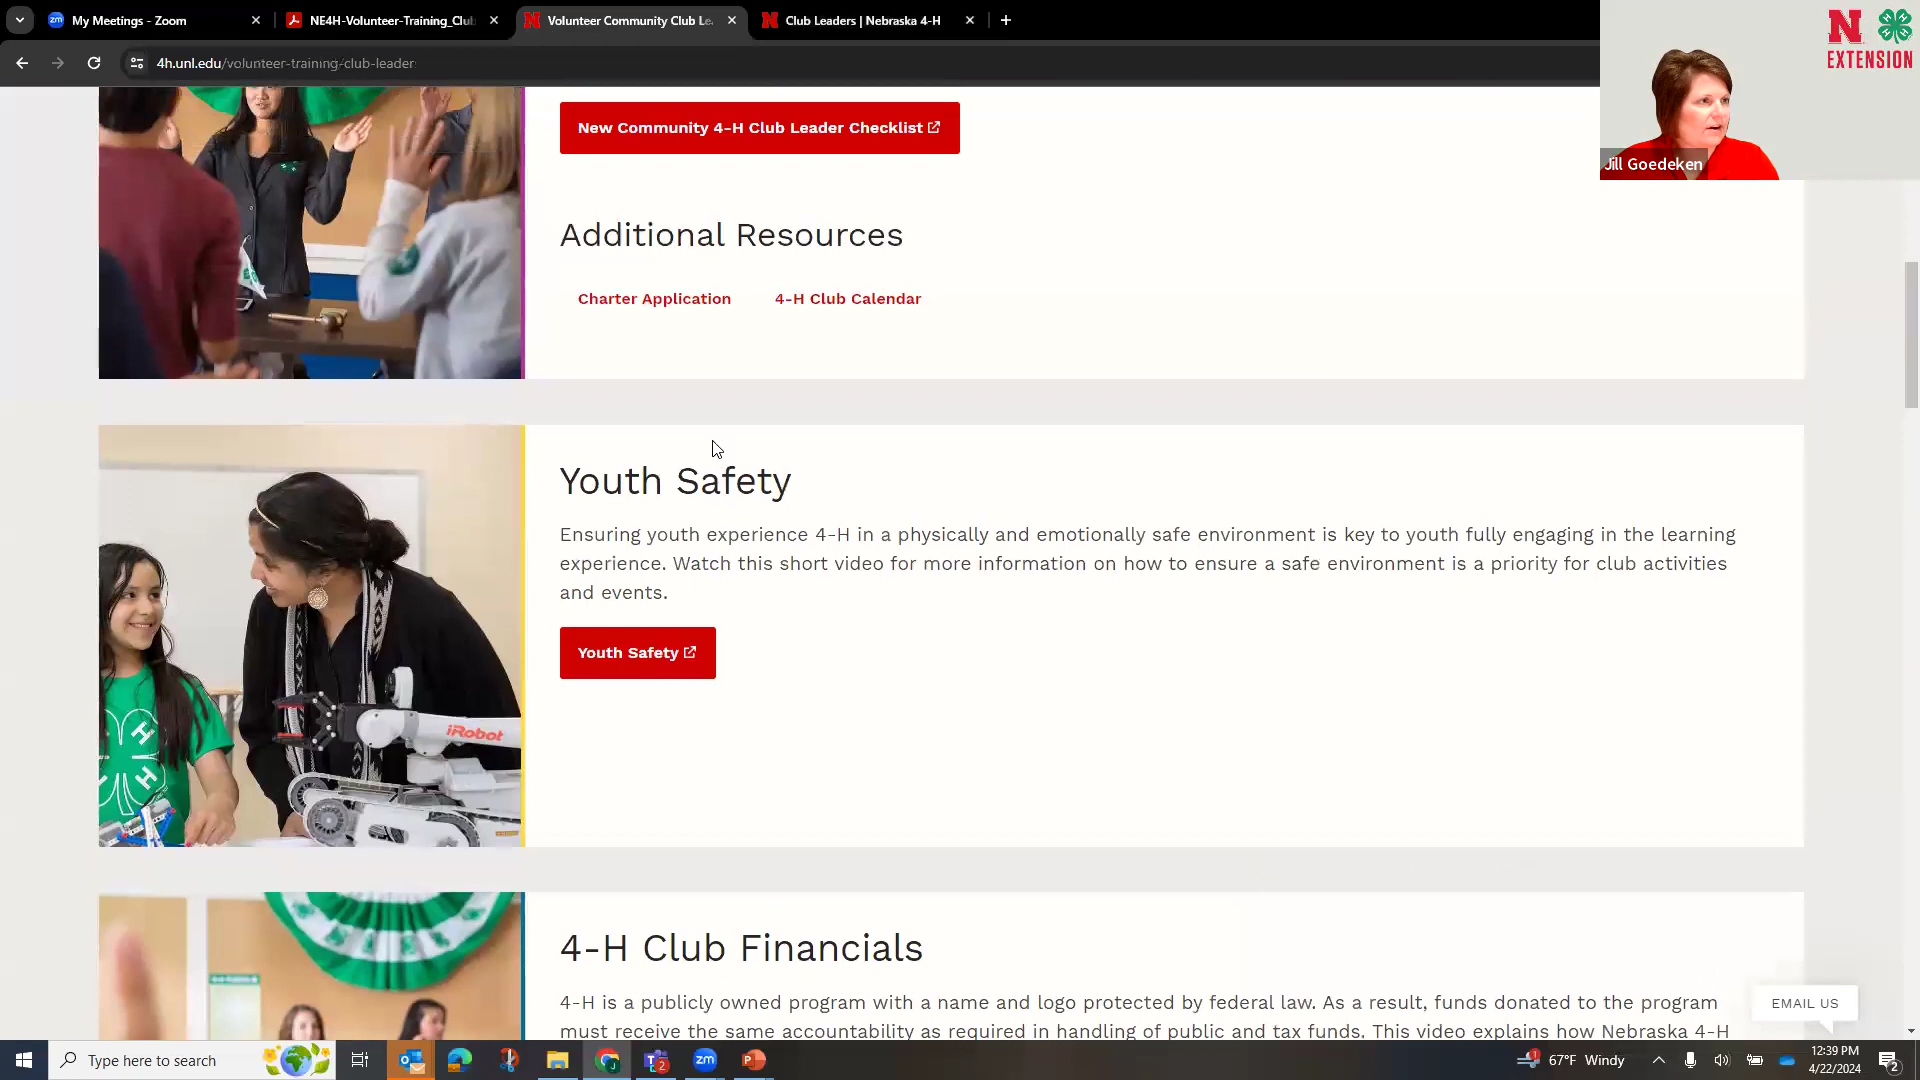 My Meetings - Zoom
NE4H-Volunteer-Training_Clu
Volunteer Community Club Le
Club Leaders | Nebraska 4-H
4h.unl.edu/volunteer-training-club-leader
N
EXTENSION
Jill Goedeken
New Community 4-H Club Leader Checklist
Additional Resources
Charter Application
4-H Club Calendar
Youth Safety
Ensuring youth experience 4-H in a physically and emotionally safe environment is key to youth fully engaging in the learning
experience. Watch this short video for more information on how to ensure a safe environment is a priority for club activities
and events.
Youth Safety
iRobot
H H
H H
4-H Club Financials
4-H is a publicly owned program with a name and logo protected by federal law. As a result, funds donated to the program
must receive the same accountability as required in handling of public and tax funds. This video explains how Nebraska 4-H
EMAIL US
Type here to search
zm
67°F Windy
12:39 PM
4/22/2024